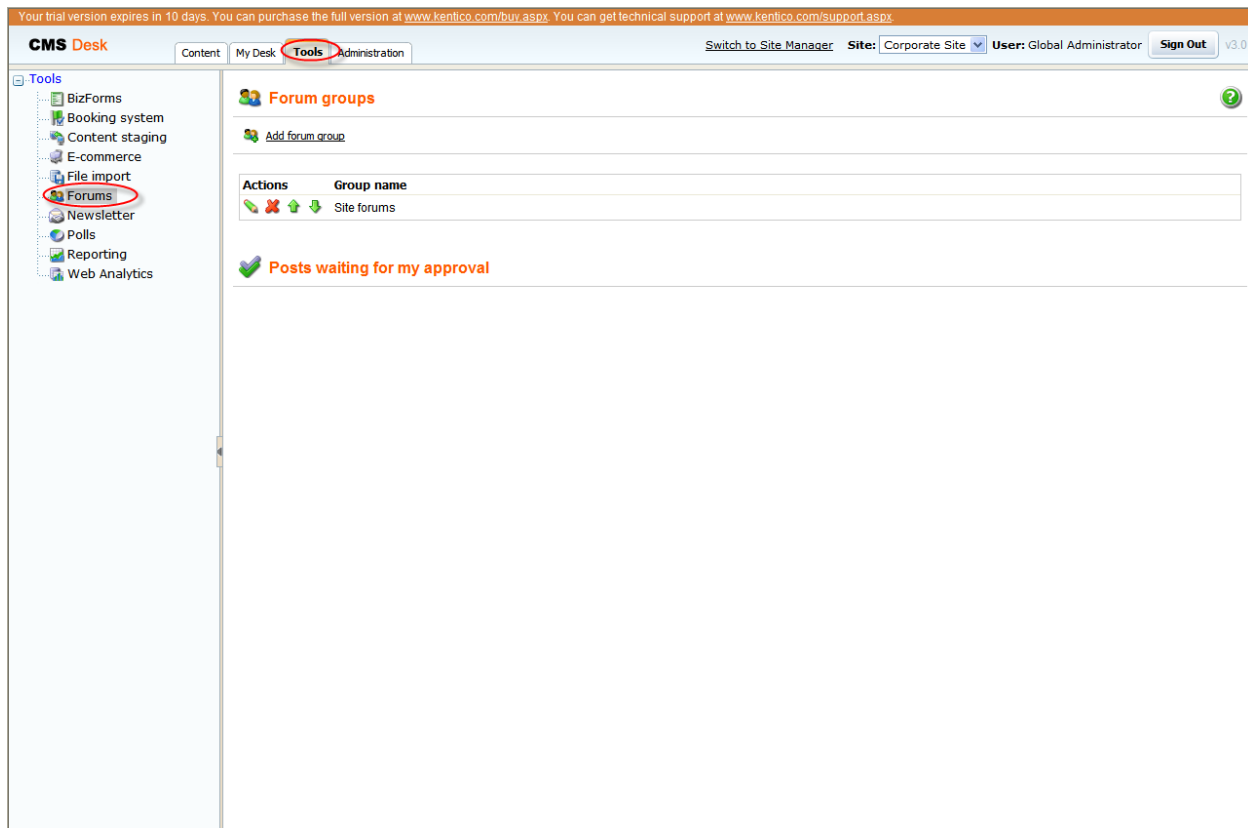 Your trial version expires in 10 days. You can purchase the full version at www.kentico.com/buy.aspx. You can get technical support at www.kentico.com/support.aspx.
CMS Desk Content My Desk Tools Administration Switch to Site Manager Site: Corporate Site User: Global Administrator Sign Out v3.0
Tools
BizForms
Booking system
Content staging
E-commerce
File import
Forums
Newsletter
Polls
Reporting
Web Analytics
Forum groups
Add forum group
Actions Group name
Site forums
Posts waiting for my approval